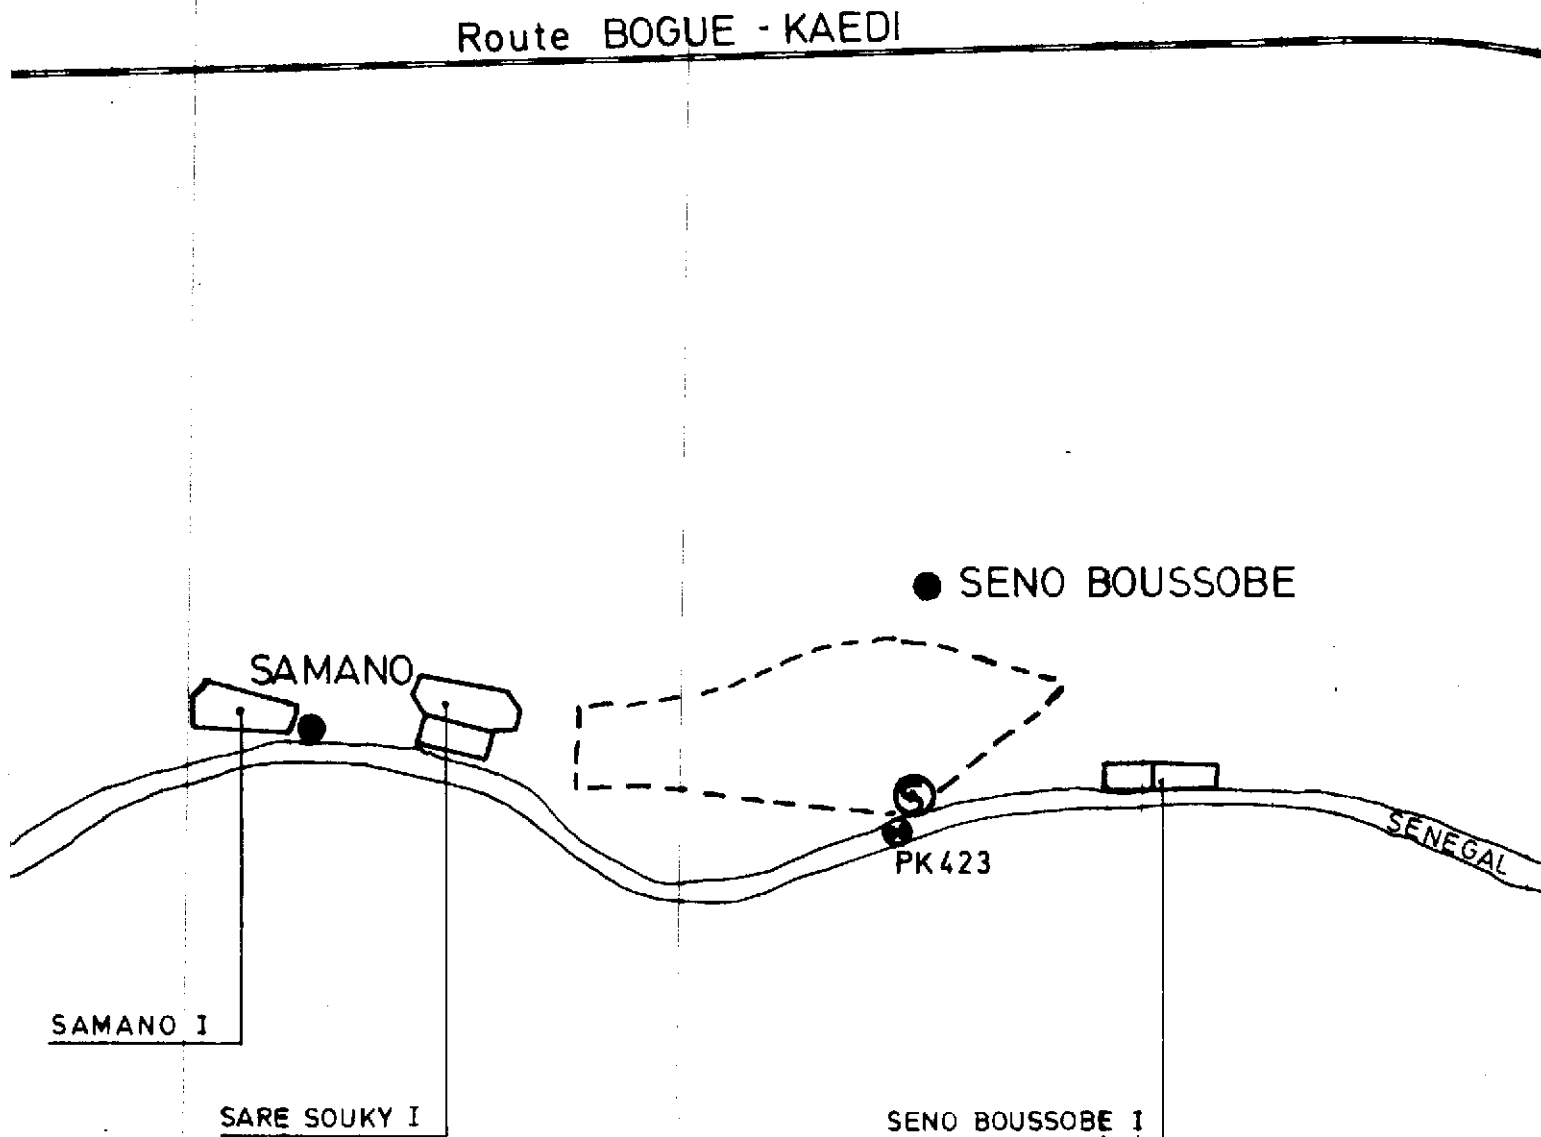 Route BOGUE - KAEDI
SENO BOUSSOBE
SAMANO
PK423
SENEGAL
SAMANO I
SARE SOUKY I
SENO BOUSSOBE I